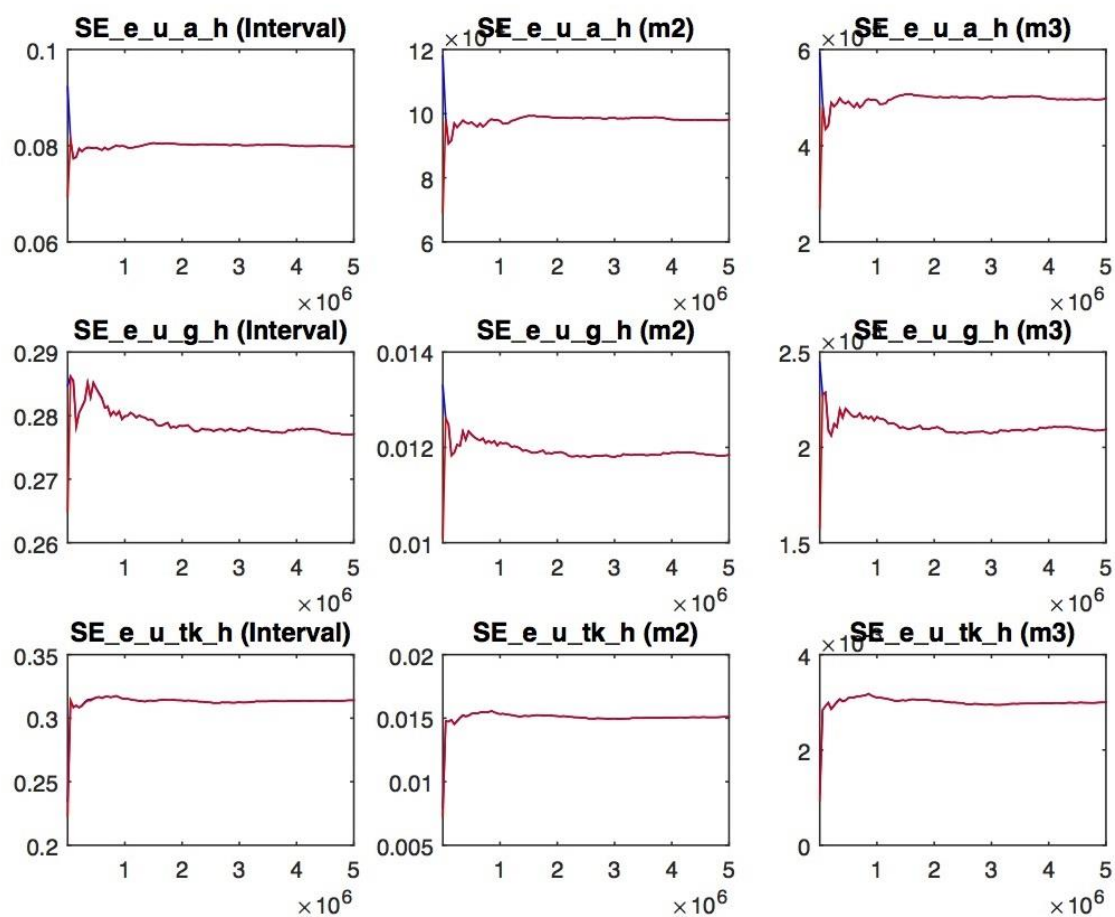 SE_e_u_a_h (Interval) SE_e_u_a_h (m2) SE_e_u_a_h (m3)
0.1 12 ×10 6 ×10
0.08 10 4
8
0.06 6 2
1 2 3 4 5 1 2 3 4 5 1 2 3 4 5
×10^6 ×10^6 ×10^6
SE_e_u_g_h (Interval) SE_e_u_g_h (m2) SE_e_u_g_h (m3)
0.29 0.014 2.5 ×10
0.28 0.012 2
0.27
0.26 0.01 1.5
1 2 3 4 5 1 2 3 4 5 1 2 3 4 5
×10^6 ×10^6 ×10^6
SE_e_u_tk_h (Interval) SE_e_u_tk_h (m2) SE_e_u_tk_h (m3)
0.35 0.02 4 ×10
0.3 0.015
0.25 0.01 2
0.2 0.005 0
1 2 3 4 5 1 2 3 4 5 1 2 3 4 5
×10^6 ×10^6 ×10^6